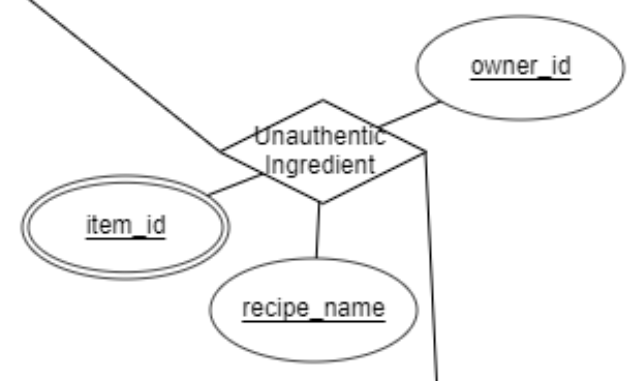 owner_id
Unauthentic
Ingredient
item_id
recipe_name